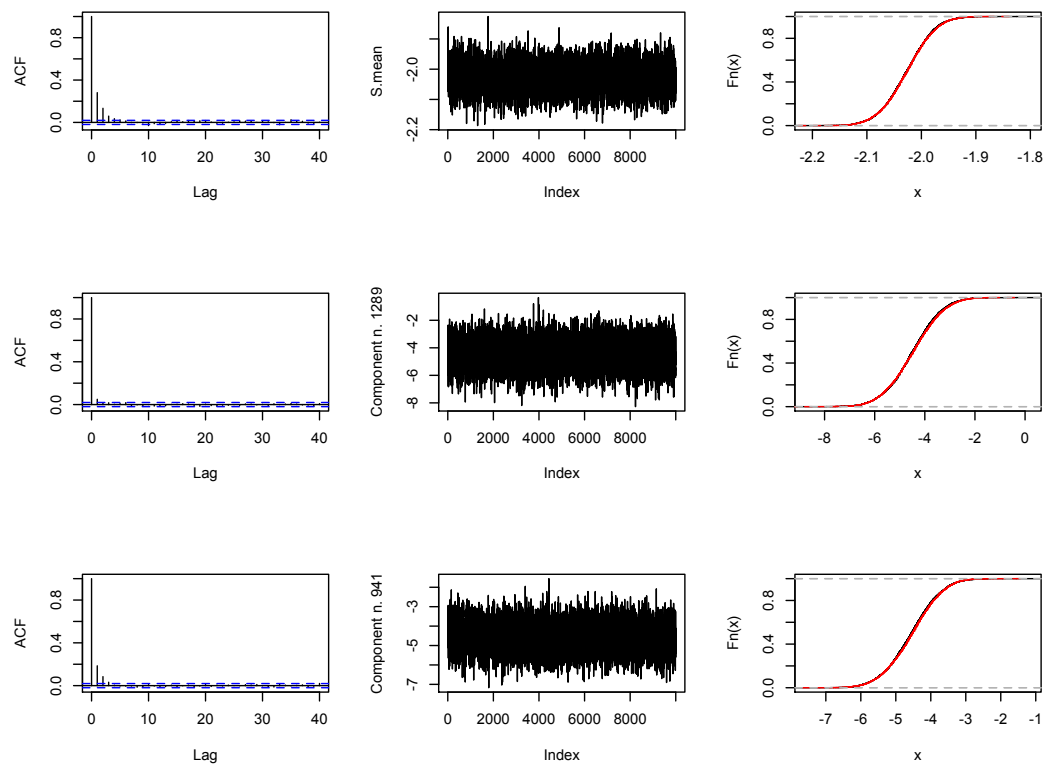 ACF
0.0 0.4 0.8
0 10 20 30 40
Lag
S.mean
-2.2 -2.0
0 2000 4000 6000 8000
Index
Fn(x)
0.0 0.4 0.8
-2.2 -2.1 -2.0 -1.9 -1.8
x
ACF
0.0 0.4 0.8
0 10 20 30 40
Lag
Component n. 1289
-8 -6 -4 -2
0 2000 4000 6000 8000
Index
Fn(x)
0.0 0.4 0.8
-8 -6 -4 -2 0
x
ACF
0.0 0.4 0.8
0 10 20 30 40
Lag
Component n. 941
-7 -5 -3
0 2000 4000 6000 8000
Index
Fn(x)
0.0 0.4 0.8
-7 -6 -5 -4 -3 -2 -1
x